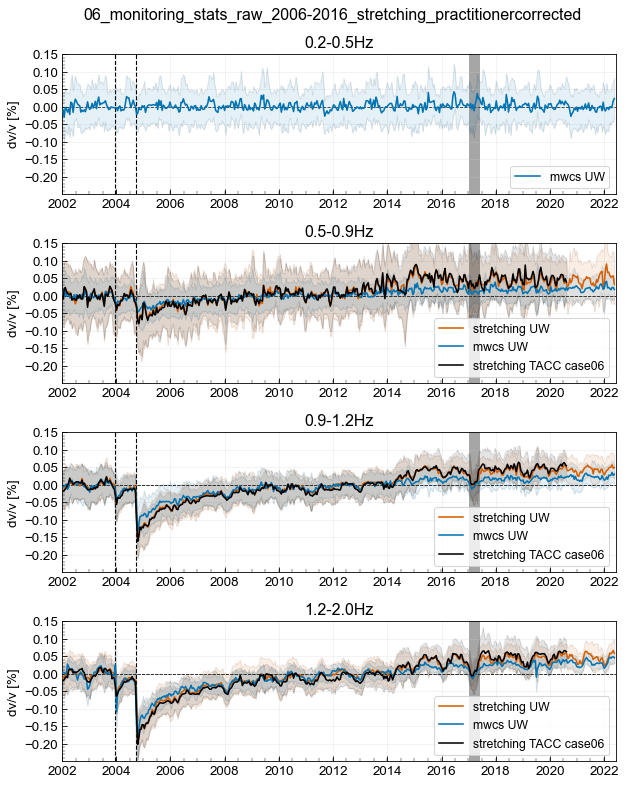 06_monitoring_stats_raw_2006-2016_stretching_practitionercorrected
0.2-0.5Hz
0.15
0.10
0.05
0.00
−0.05
−0.10
−0.15
−0.20
dv/v [%]
mwcs UW
2002 2004 2006 2008 2010 2012 2014 2016 2018 2020 2022
0.5-0.9Hz
0.15
0.10
0.05
0.00
−0.05
−0.10
−0.15
−0.20
dv/v [%]
stretching UW
mwcs UW
stretching TACC case06
2002 2004 2006 2008 2010 2012 2014 2016 2018 2020 2022
0.9-1.2Hz
0.15
0.10
0.05
0.00
−0.05
−0.10
−0.15
−0.20
dv/v [%]
stretching UW
mwcs UW
stretching TACC case06
2002 2004 2006 2008 2010 2012 2014 2016 2018 2020 2022
1.2-2.0Hz
0.15
0.10
0.05
0.00
−0.05
−0.10
−0.15
−0.20
dv/v [%]
stretching UW
mwcs UW
stretching TACC case06
2002 2004 2006 2008 2010 2012 2014 2016 2018 2020 2022